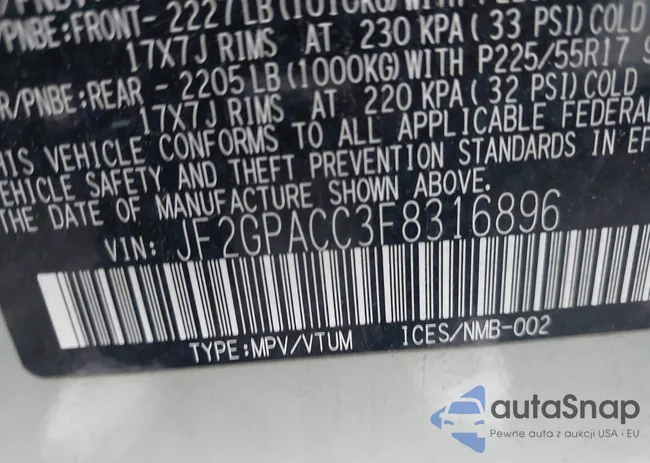 /PNBE:FRONT- 2227LB(1010KG)WITH
17X7J RIMS AT 230 KPA( 33 PSI) COLD
R/PNBE:REAR - 2205LB(1000KG)WITH P225/55R17
17X7J RIMS AT 220 KPA( 32 PSI) COLD
HIS VEHICLE CONFORMS TO ALL APPLICABLE FEDERAL
EHICLE SAFETY AND THEFT PREVENTION STANDARDS IN EF
THE DATE OF MANUFACTURE SHOWN ABOVE.
VIN: JF2GPACC3F8316896
TYPE:MPV/VTUM ICES/NMB-002
autaSnap
Pewne auta z aukcji USA i EU